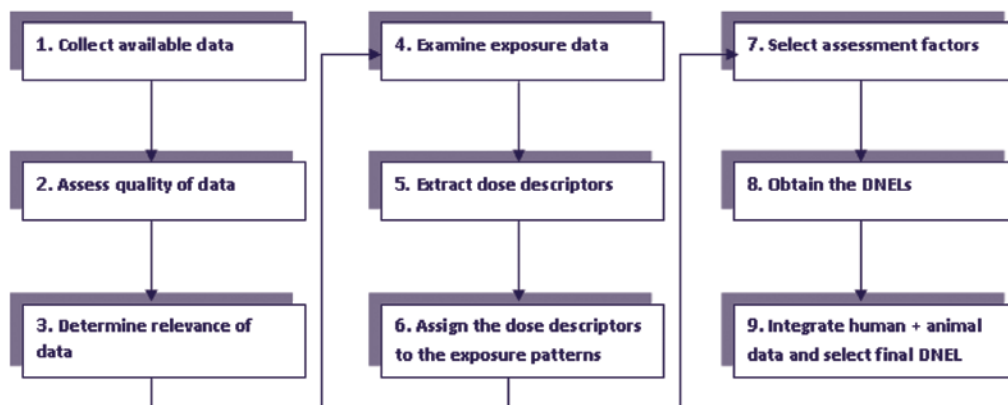 1. Collect available data
2. Assess quality of data
3. Determine relevance of
data
4. Examine exposure data
5. Extract dose descriptors
6. Assign the dose descriptors
to the exposure patterns
7. Select assessment factors
8. Obtain the DNELs
9. Integrate human + animal
data and select final DNEL